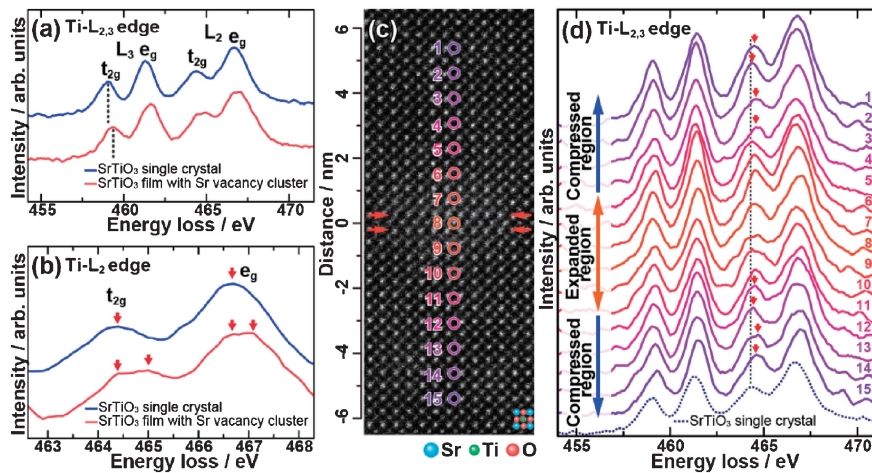 (a) Ti-L2,3 edge
L3 eg
L2 eg
t2g
t2g
SrTiO3 single crystal
SrTiO3 film with Sr vacancy cluster
Intensity / arb. units
455 460 465 470
Energy loss / eV
(b) Ti-L2 edge
t2g
eg
SrTiO3 single crystal
SrTiO3 film with Sr vacancy cluster
Intensity / arb. units
463 464 465 466 467 468
Energy loss / eV
(c)
Distance / nm
6
4
2
0
-2
-4
-6
1
2
3
4
5
6
7
8
9
10
11
12
13
14
15
Sr Ti O
(d) Ti-L2,3 edge
Intensity / arb. units
Compressed region
Expanded region
Compressed region
1
2
3
4
5
6
7
8
9
10
11
12
13
14
15
SrTiO3 single crystal
455 460 465 470
Energy loss / eV